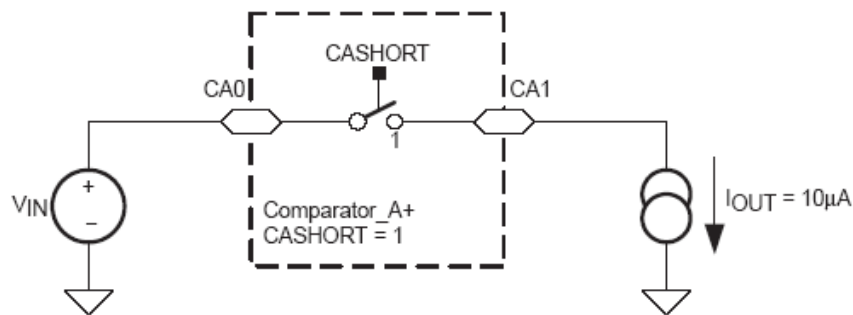 CASHORT
CA0
CA1
1
VIN
+
−
Comparator_A+
CASHORT = 1
IOUT = 10µA